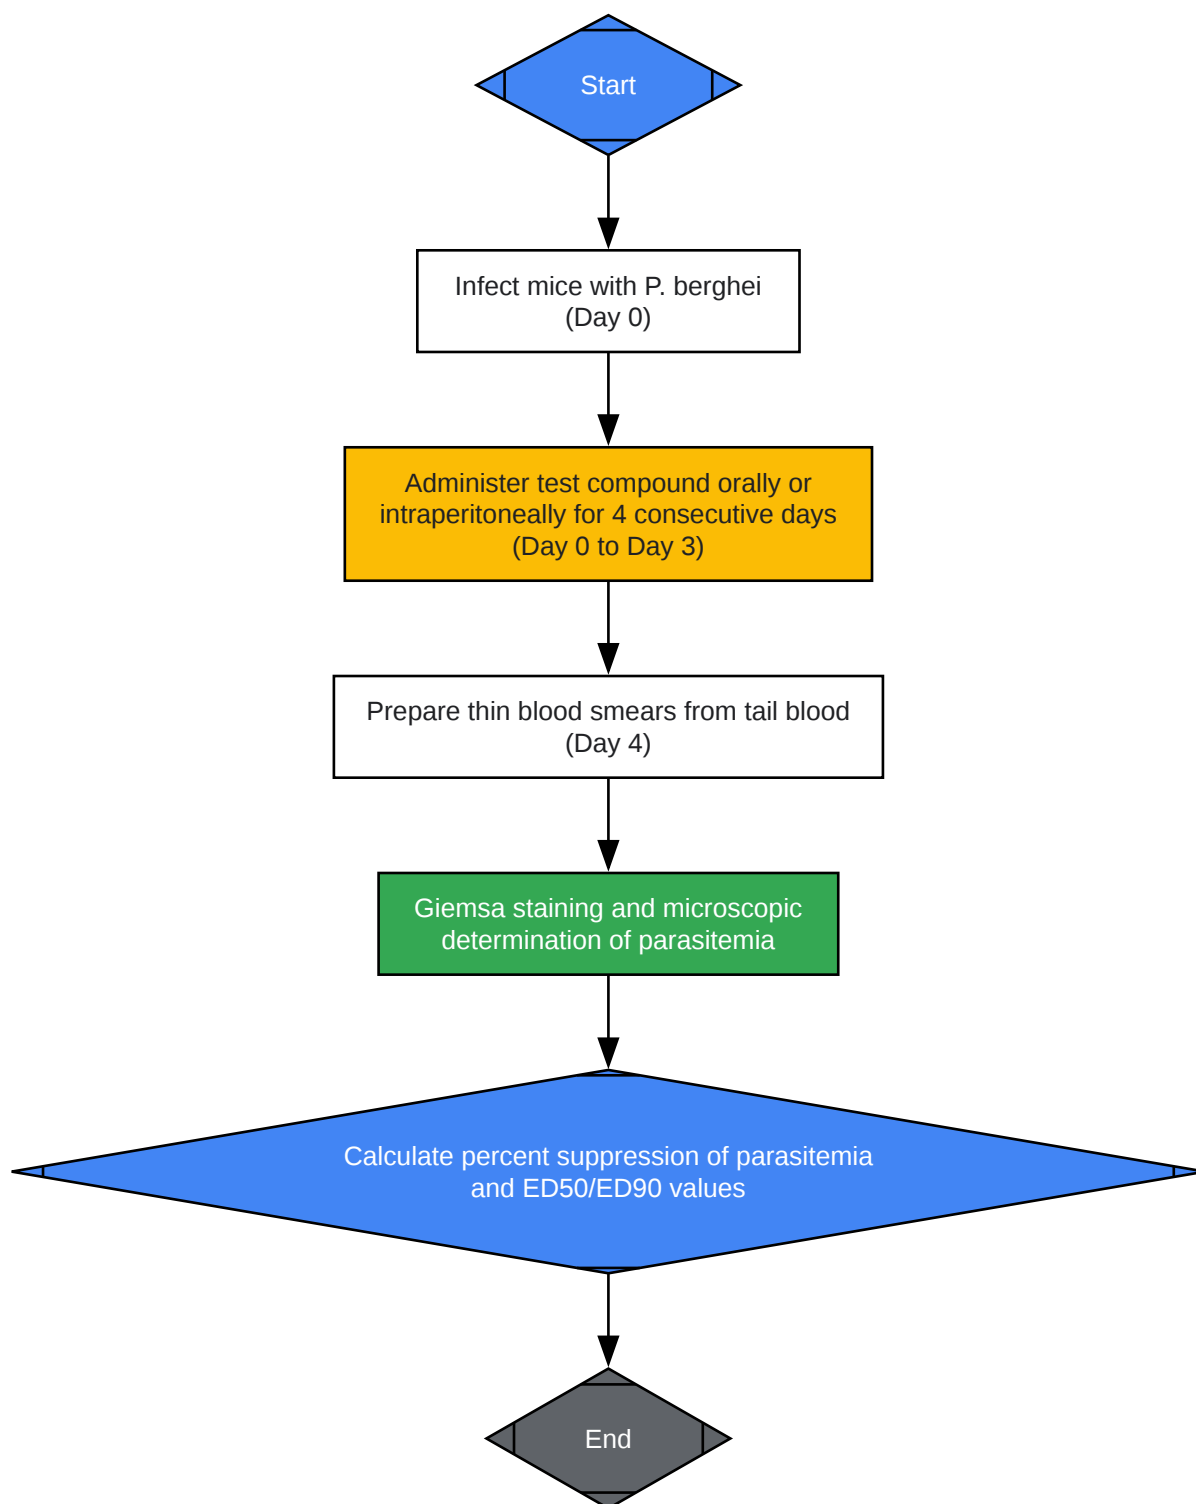 Start
Infect mice with P. berghei
(Day 0)
Administer test compound orally or
intraperitoneally for 4 consecutive days
(Day 0 to Day 3)
Prepare thin blood smears from tail blood
(Day 4)
Giemsa staining and microscopic
determination of parasitemia
Calculate percent suppression of parasitemia
and ED50/ED90 values
End